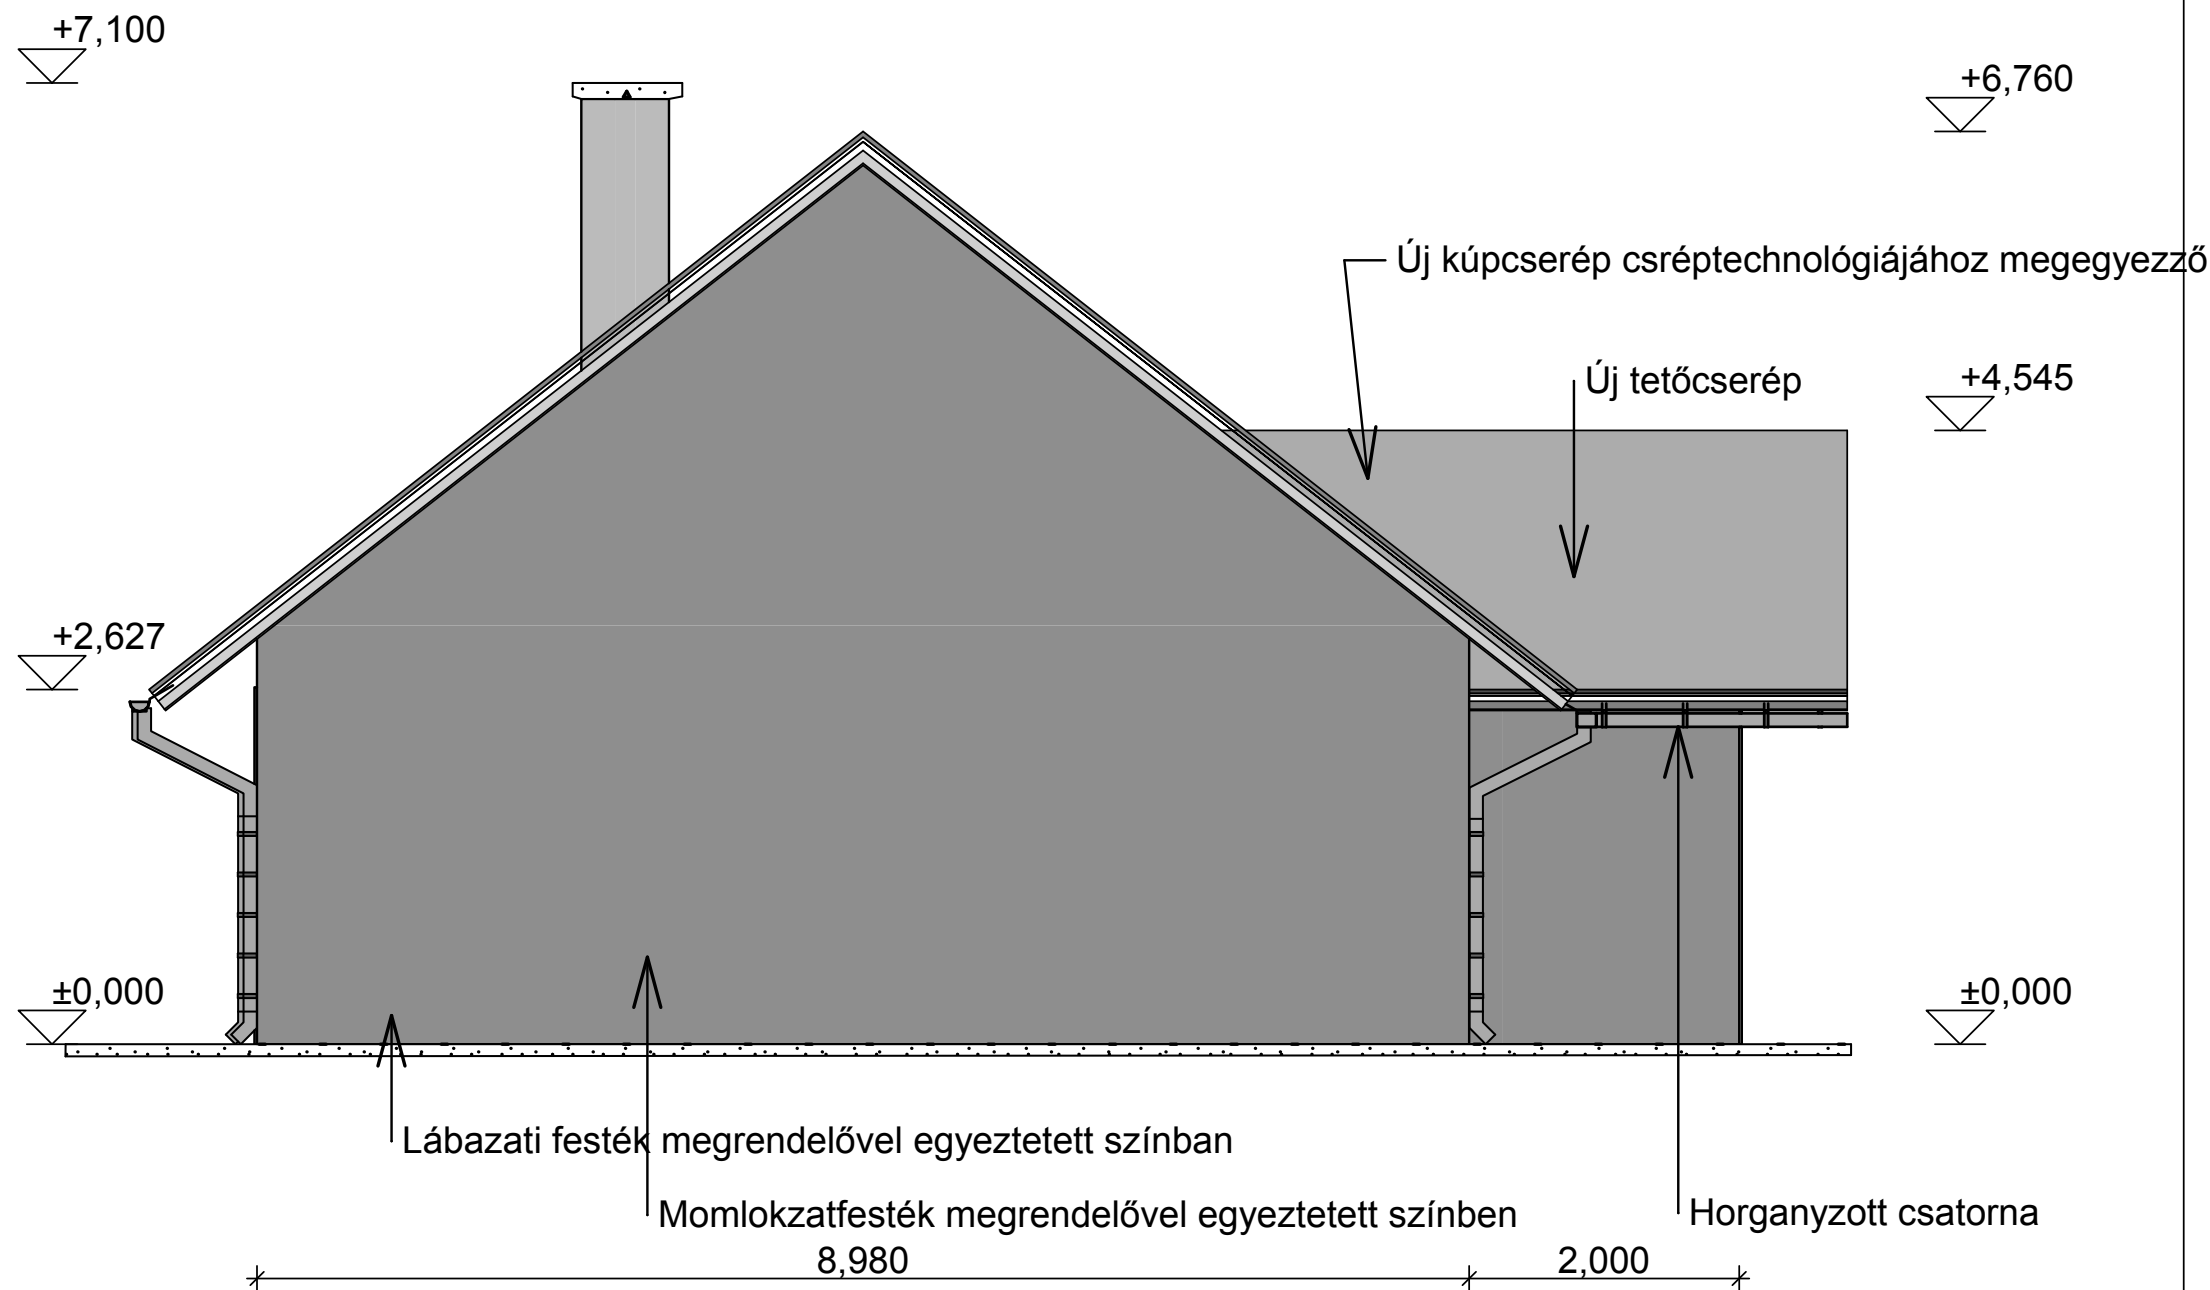 +7,100
+6,760
Új kúpcserép csréptechnológiájához megegyezző
Új tetőcserép
+4,545
+2,627
±0,000
±0,000
Lábazati festék megrendelővel egyeztetett színban
Momlokzatfesték megrendelővel egyeztetett színben
Horganyzott csatorna
8,980
2,000